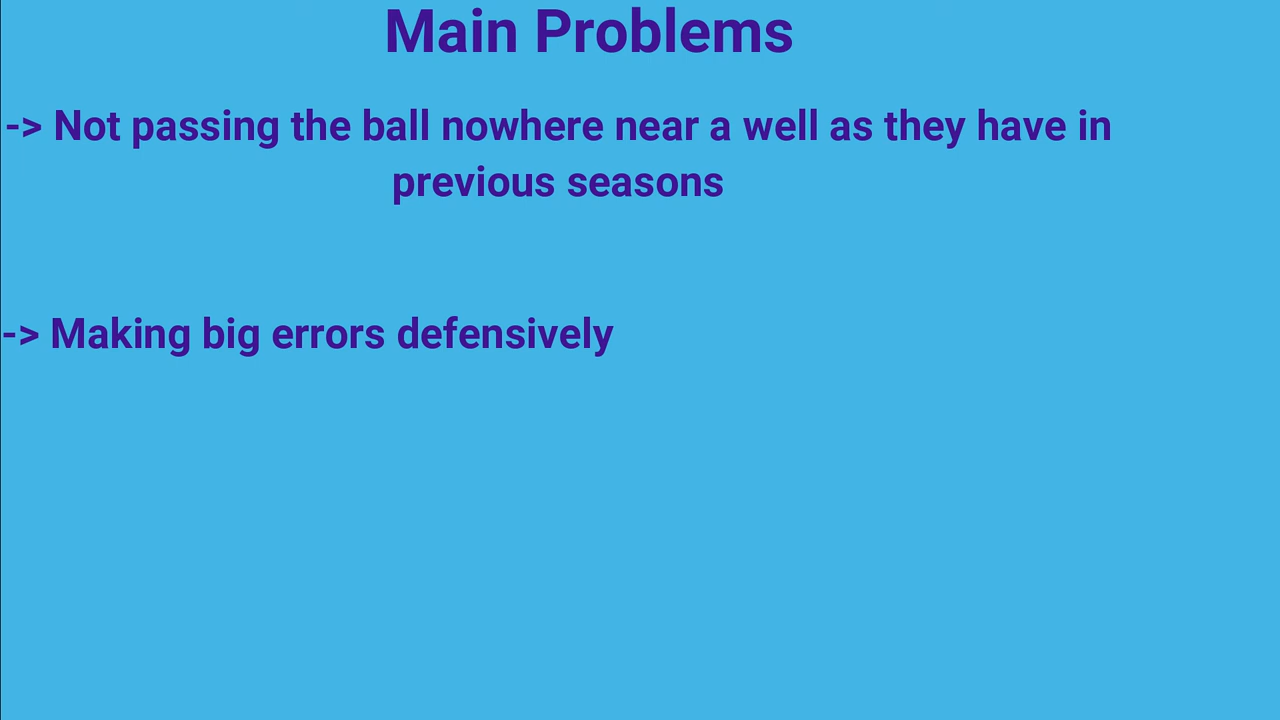 Main Problems
-> Not passing the ball nowhere near a well as they have in
previous seasons
-> Making big errors defensively